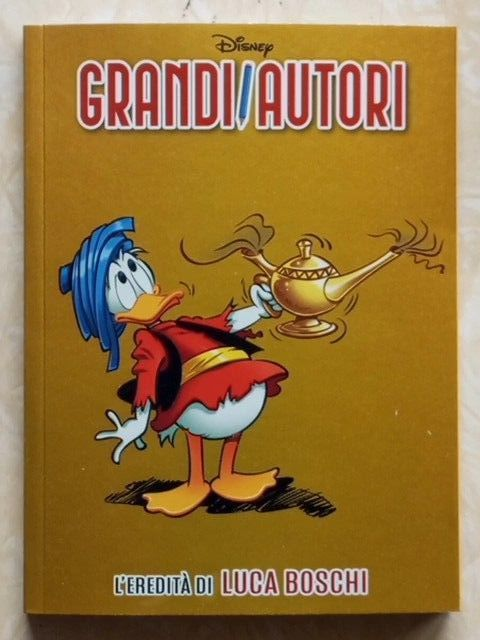 Disney
GRANDI AUTORI
L'EREDITÀ DI LUCA BOSCHI